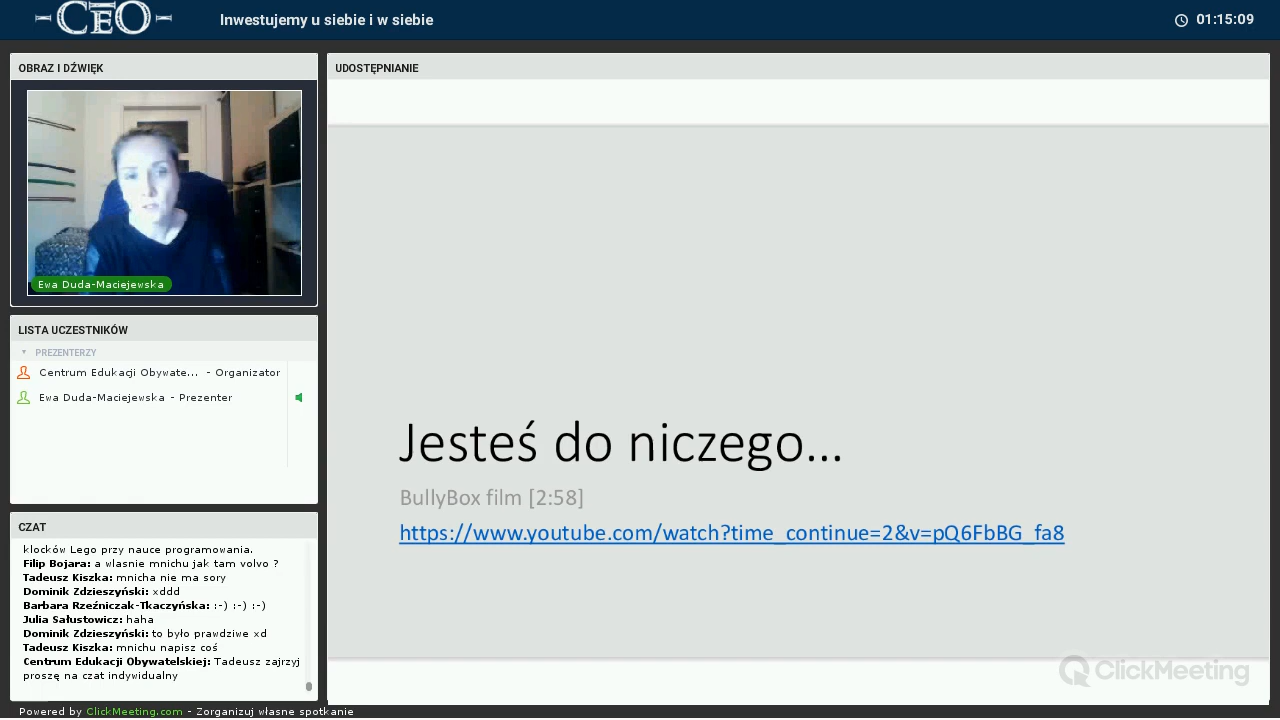 CEO
Inwestujemy u siebie i w siebie
01:15:09
OBRAZ I DŹWIĘK
Ewa Duda-Maciejewska
LISTA UCZESTNIKÓW
PREZENTERZY
Centrum Edukacji Obywate... - Organizator
Ewa Duda-Maciejewska - Prezenter
CZAT
klocków Lego przy nauce programowania.
Filip Bojara: a wlasnie mnichu jak tam volvo ?
Tadeusz Kiszka: mnicha nie ma sory
Dominik Zdzieszyński: xddd
Barbara Rzeźniczak-Tkaczyńska: :-) :-) :-)
Julia Sałustowicz: haha
Dominik Zdzieszyński: to było prawdziwe xd
Tadeusz Kiszka: mnichu napisz coś
Centrum Edukacji Obywatelskiej: Tadeusz zajrzyj
proszę na czat indywidualny
UDOSTĘPNIANIE
Jesteś do niczego...
BullyBox film [2:58]
https://www.youtube.com/watch?time_continue=2&v=pQ6FbBG_fa8
ClickMeeting
Powered by ClickMeeting.com - Zorganizuj własne spotkanie